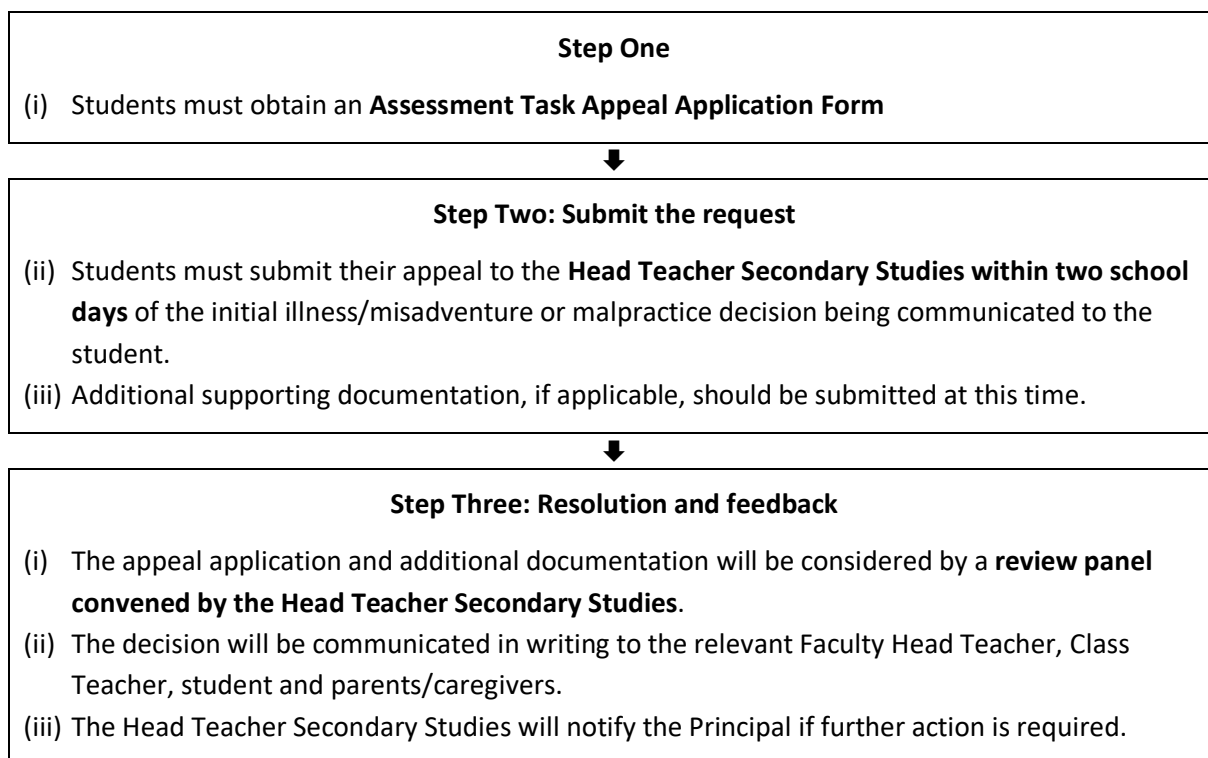 Step One
(i) Students must obtain an Assessment Task Appeal Application Form
Step Two: Submit the request
(ii) Students must submit their appeal to the Head Teacher Secondary Studies within two school
days of the initial illness/misadventure or malpractice decision being communicated to the
student.
(iii) Additional supporting documentation, if applicable, should be submitted at this time.
Step Three: Resolution and feedback
(i) The appeal application and additional documentation will be considered by a review panel
convened by the Head Teacher Secondary Studies.
(ii) The decision will be communicated in writing to the relevant Faculty Head Teacher, Class
Teacher, student and parents/caregivers.
(iii) The Head Teacher Secondary Studies will notify the Principal if further action is required.